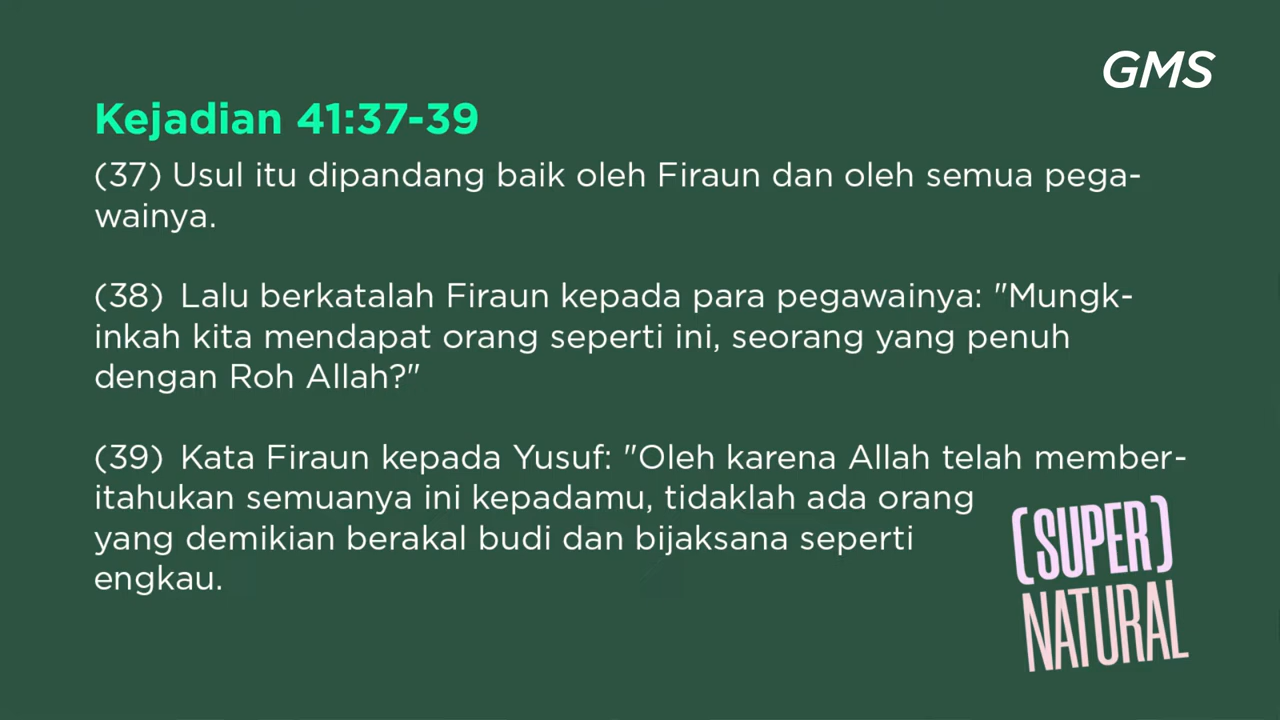 GMS
Kejadian 41:37-39
(37) Usul itu dipandang baik oleh Firaun dan oleh semua pega-
wainya.
(38) Lalu berkatalah Firaun kepada para pegawainya: "Mungk-
inkah kita mendapat orang seperti ini, seorang yang penuh
dengan Roh Allah?"
(39) Kata Firaun kepada Yusuf: "Oleh karena Allah telah member-
itahukan semuanya ini kepadamu, tidaklah ada orang
yang demikian berakal budi dan bijaksana seperti
engkau.
(SUPER)
NATURAL